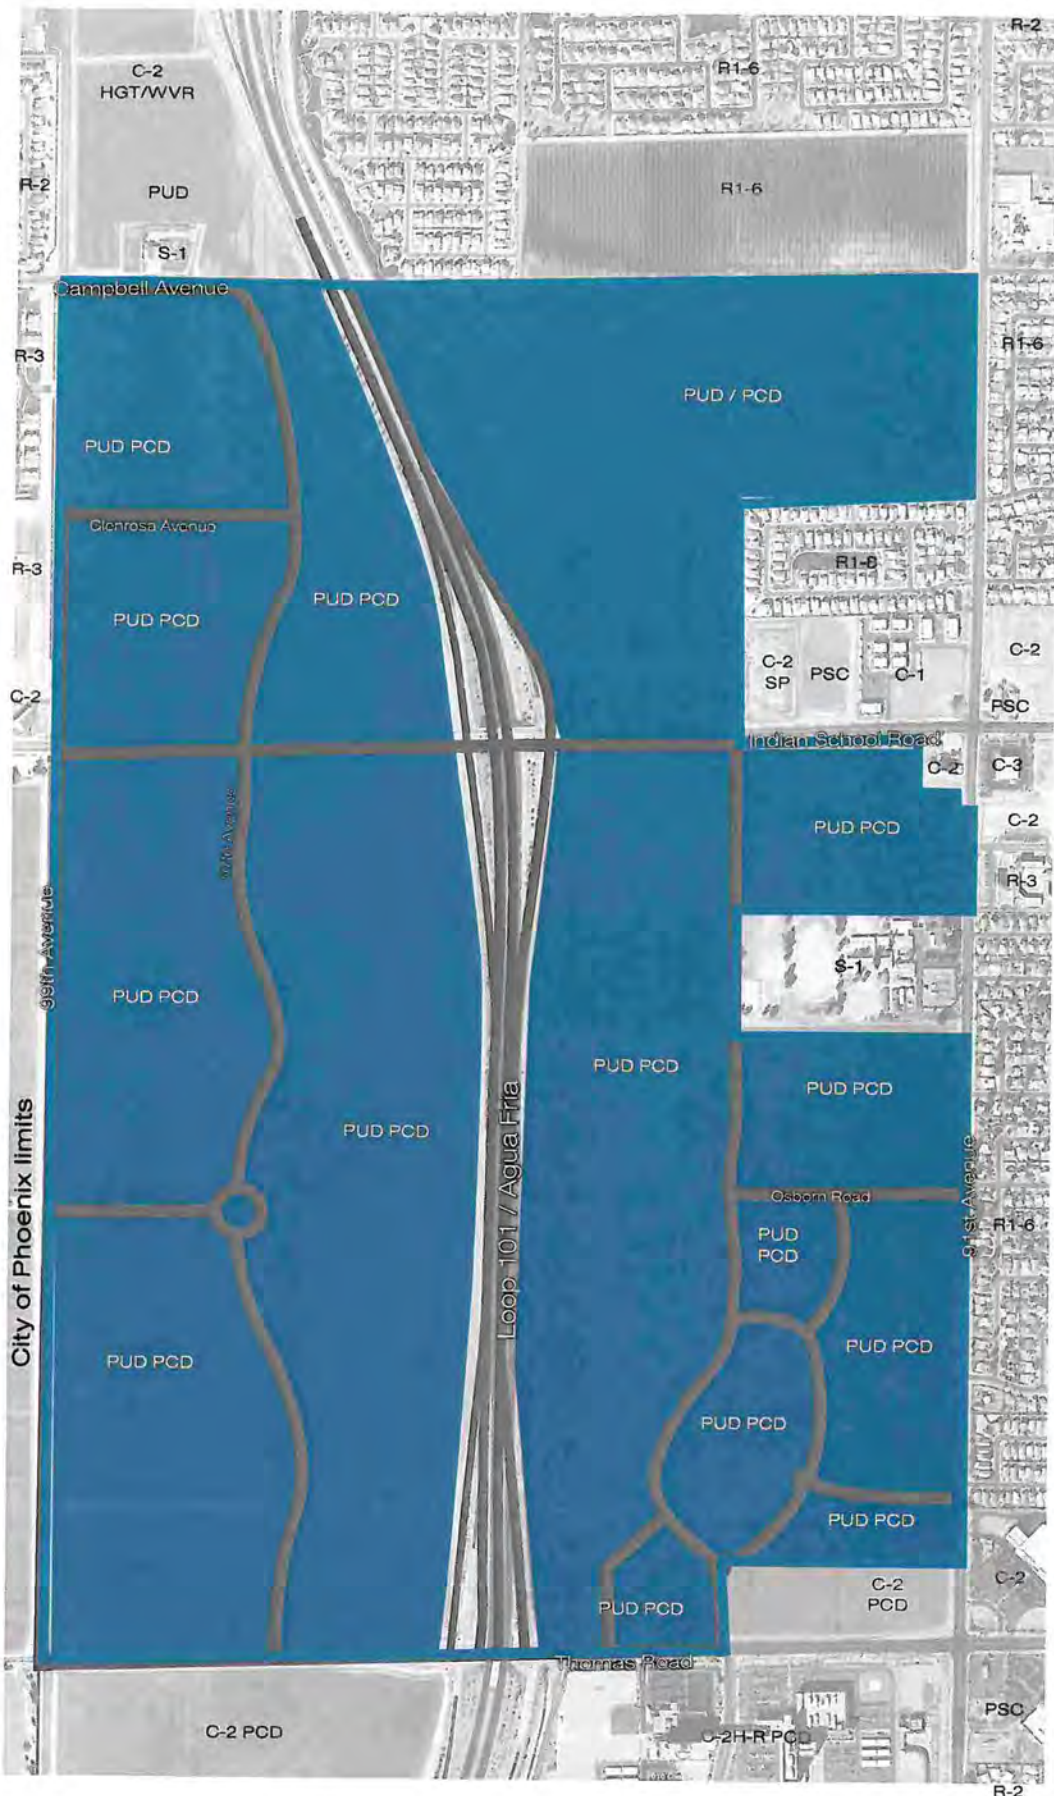 R-2
C-2
HGT/WVR
R1-6
R-2
PUD
R1-6
S-1
Campbell Avenue
R-3
R1-6
PUD / PCD
PUD PCD
Glenrosa Avenue
R1-6
R-3
PUD PCD
PUD PCD
C-2
SP
PSC
C-1
C-2
C-2
PSC
Indian School Road
C-2
C-3
PUD PCD
C-2
97th Avenue
R-3
99th Avenue
S-1
PUD PCD
PUD PCD
PUD PCD
PUD PCD
Loop 101 / Agua Fria
City of Phoenix limits
91st Avenue
Osborn Road
R1-6
PUD
PCD
PUD PCD
PUD PCD
PUD PCD
PUD PCD
C-2
PCD
C-2
PUD PCD
Thomas Road
C-2 PCD
C-2H-R PCD
PSC
R-2